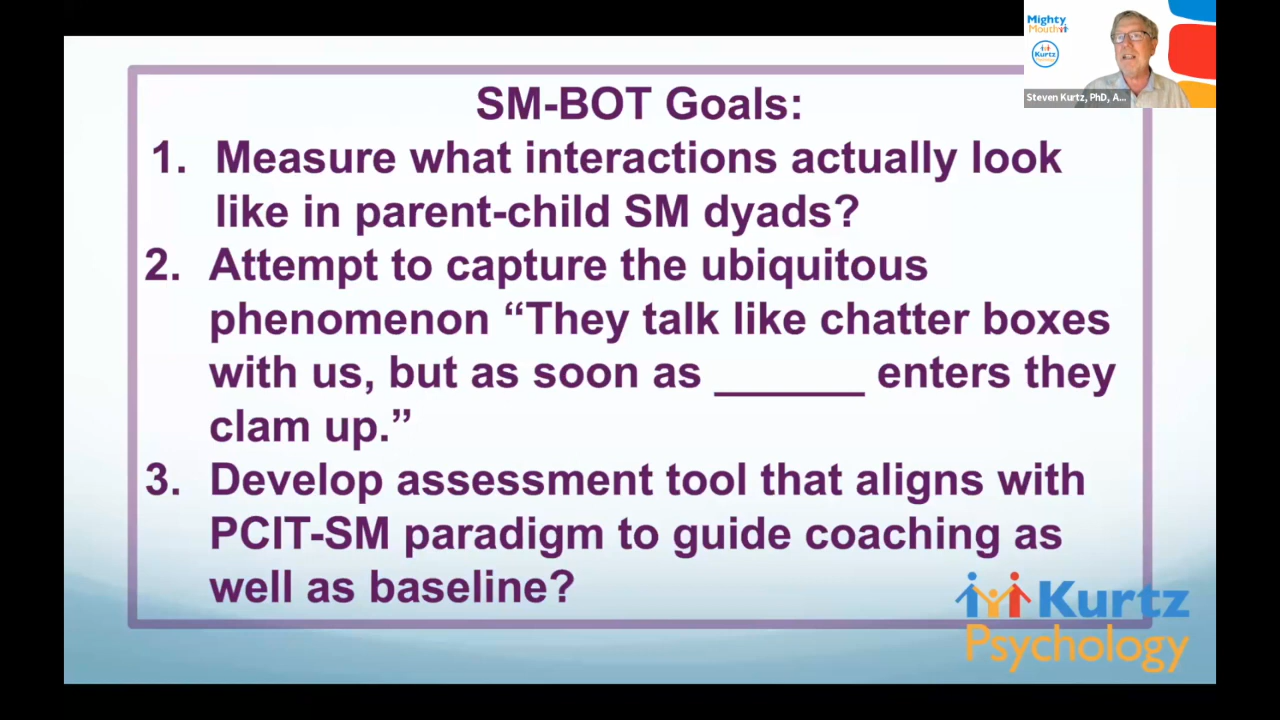 Mighty
Mouth
Kurtz
Steven Kurtz, PhD, A...
SM-BOT Goals:
1. Measure what interactions actually look
like in parent-child SM dyads?
2. Attempt to capture the ubiquitous
phenomenon “They talk like chatter boxes
with us, but as soon as _______ enters they
clam up.”
3. Develop assessment tool that aligns with
PCIT-SM paradigm to guide coaching as
well as baseline?
Kurtz
Psychology